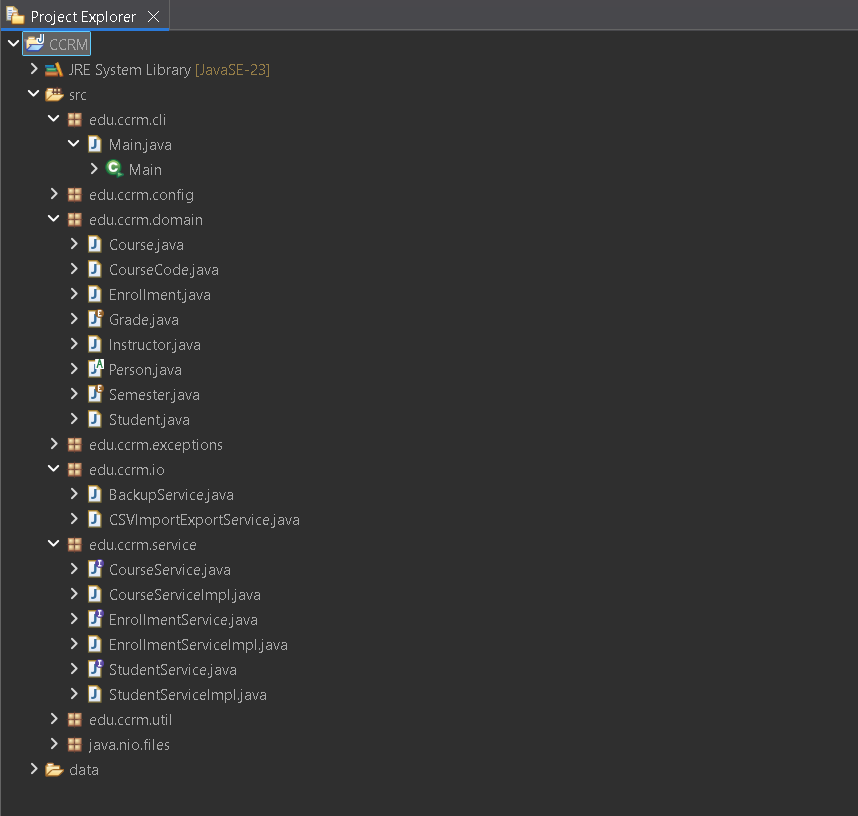 Project Explorer
CCRM
JRE System Library [JavaSE-23]
src
edu.ccrm.cli
Main.java
Main
edu.ccrm.config
edu.ccrm.domain
Course.java
CourseCode.java
Enrollment.java
Grade.java
Instructor.java
Person.java
Semester.java
Student.java
edu.ccrm.exceptions
edu.ccrm.io
BackupService.java
CSVImportExportService.java
edu.ccrm.service
CourseService.java
CourseServiceImpl.java
EnrollmentService.java
EnrollmentServiceImpl.java
StudentService.java
StudentServiceImpl.java
edu.ccrm.util
java.nio.files
data